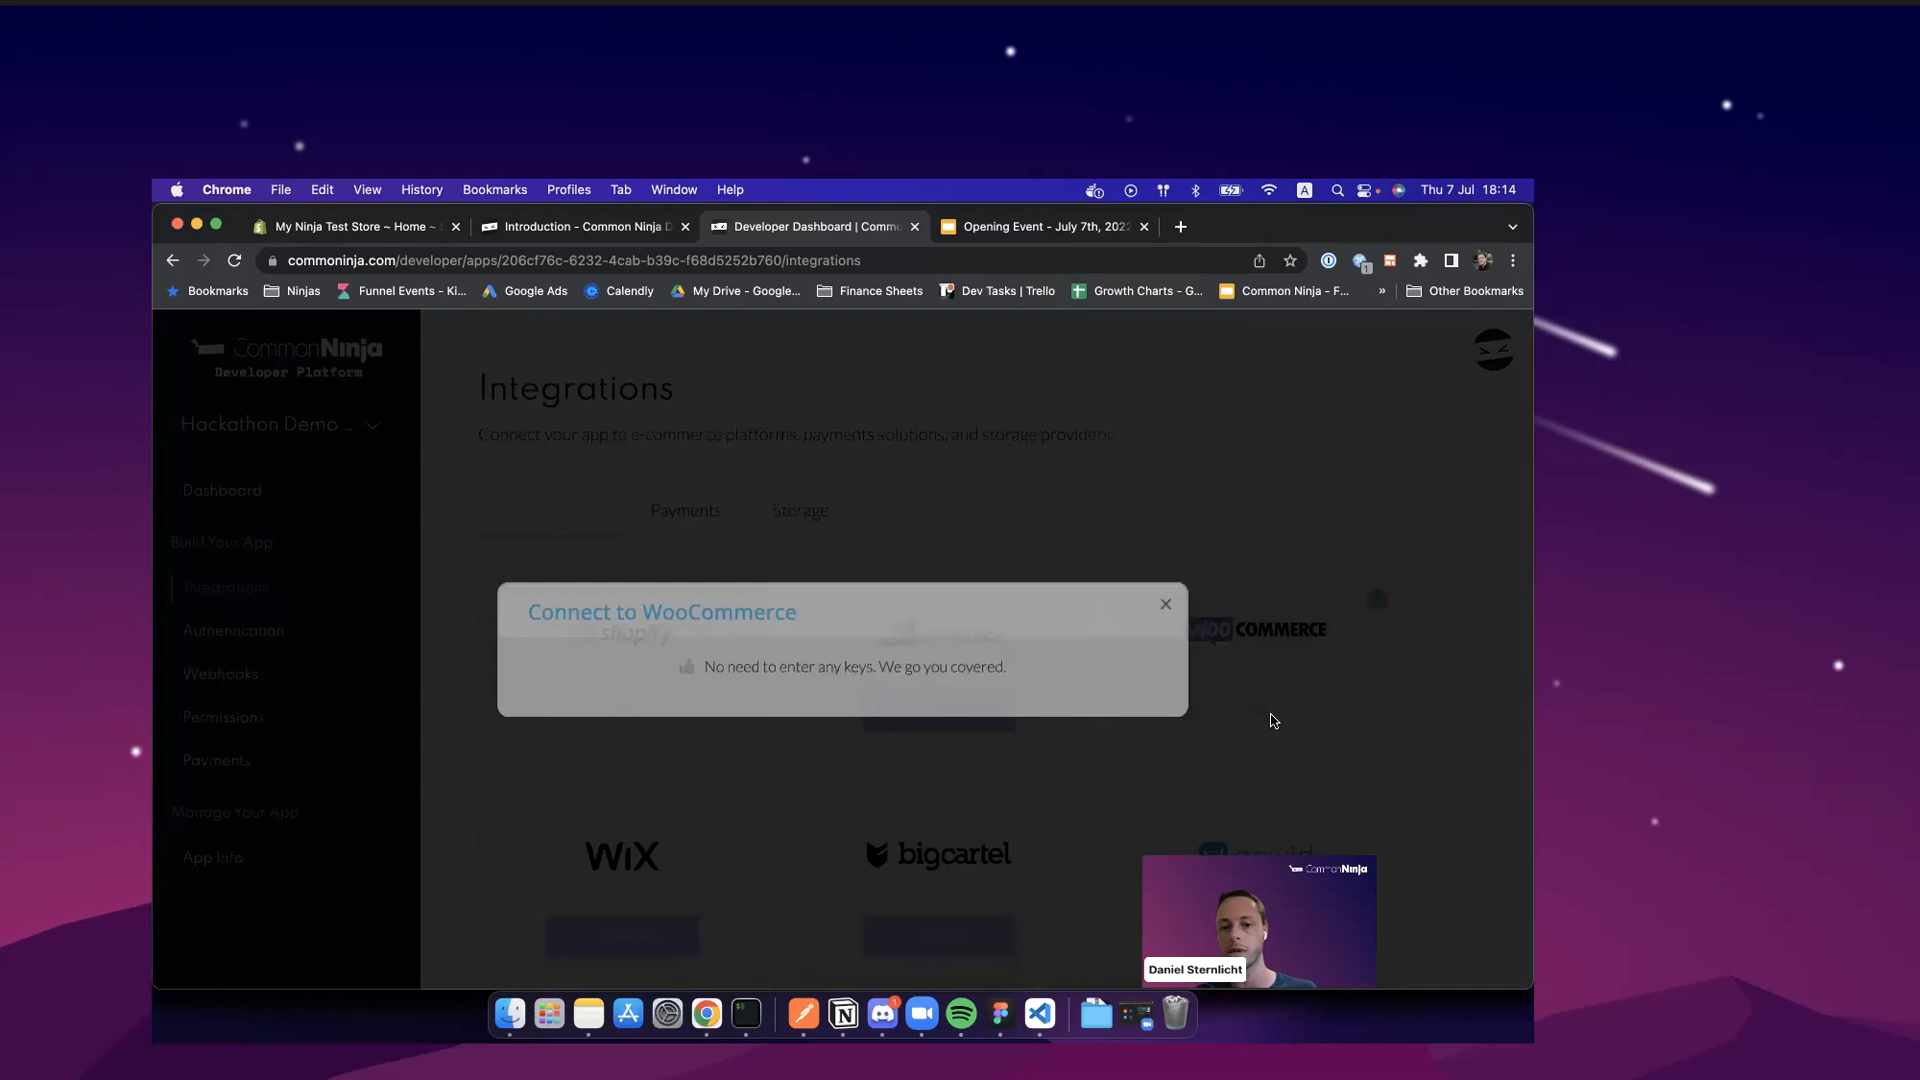 Chrome File Edit View History Bookmarks Profiles Tab Window Help
A
Thu 7 Jul 18:14
My Ninja Test Store ~ Home ~
Introduction - Common Ninja D
Developer Dashboard | Commo
Opening Event - July 7th, 2022
commoninja.com/developer/apps/206cf76c-6232-4cab-b39c-f68d5252b760/integrations
1
Bookmarks
Ninjas
Funnel Events - Ki...
Google Ads
Calendly
My Drive - Google...
Finance Sheets
Dev Tasks | Trello
Growth Charts - G...
Common Ninja - F...
»
Other Bookmarks
CommonNinja
Developer Platform
Hackathon Demo ..
Dashboard
Build Your App
Integrations
Authentication
Webhooks
Permissions
Payments
Manage Your App
App Info
Integrations
Connect your app to e-commerce platforms, payments solutions, and storage providers.
Payments
Storage
Connect to WooCommerce
shopify
No need to enter any keys. We go you covered.
WOO COMMERCE
WiX
bigcartel
ecwid
CommonNinja
Daniel Sternlicht
1